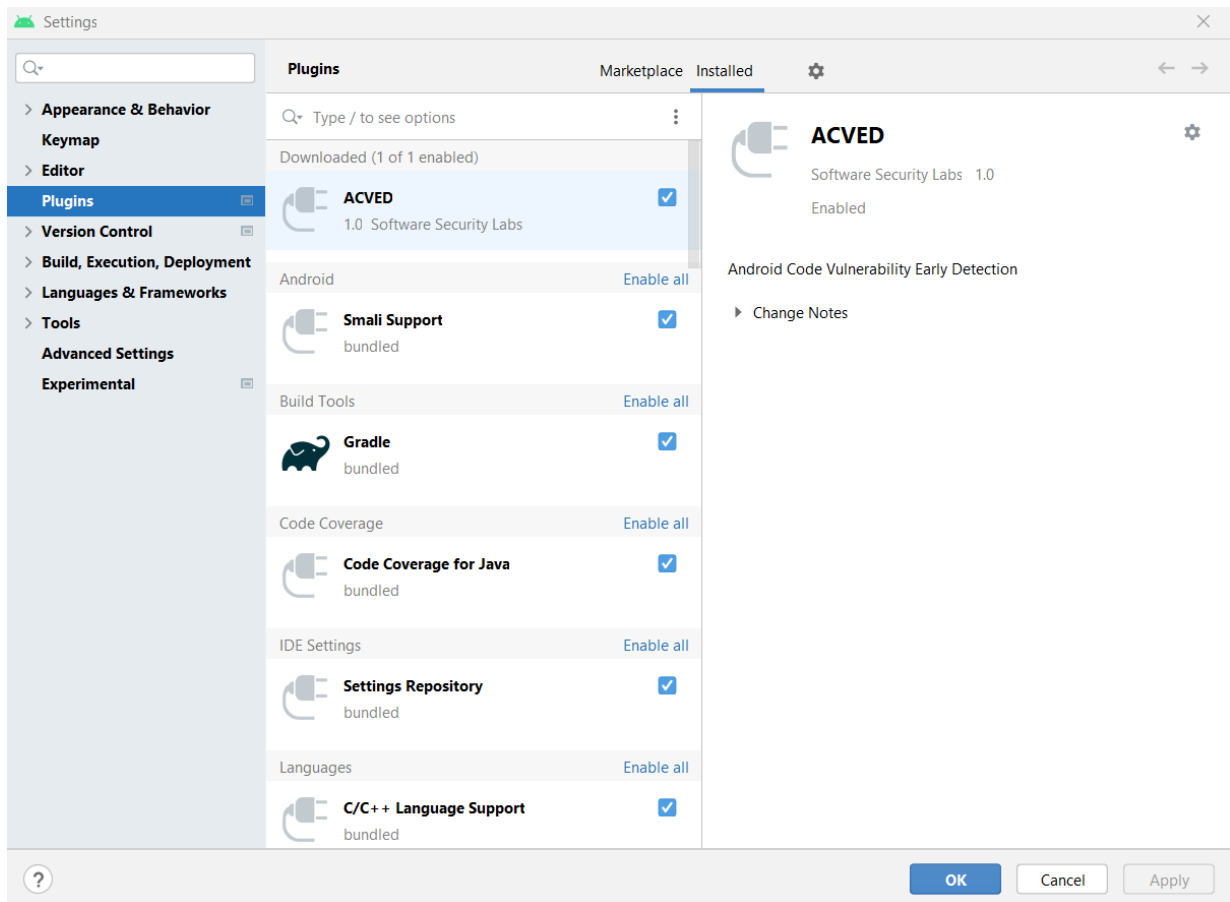 Settings
Plugins
Marketplace
Installed
Appearance & Behavior
Keymap
Editor
Plugins
Version Control
Build, Execution, Deployment
Languages & Frameworks
Tools
Advanced Settings
Experimental
Type / to see options
Downloaded (1 of 1 enabled)
ACVED
1.0 Software Security Labs
Android Enable all
Smali Support
bundled
Build Tools Enable all
Gradle
bundled
Code Coverage Enable all
Code Coverage for Java
bundled
IDE Settings Enable all
Settings Repository
bundled
Languages Enable all
C/C++ Language Support
bundled
ACVED
Software Security Labs 1.0
Enabled
Android Code Vulnerability Early Detection
Change Notes
?
OK
Cancel
Apply